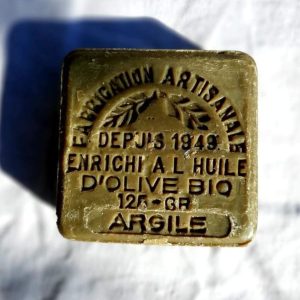 FABRICATION ARTISANALE
DEPUIS 1949
ENRICHI A L HUILE
D'OLIVE BIO
125-GR
ARGILE